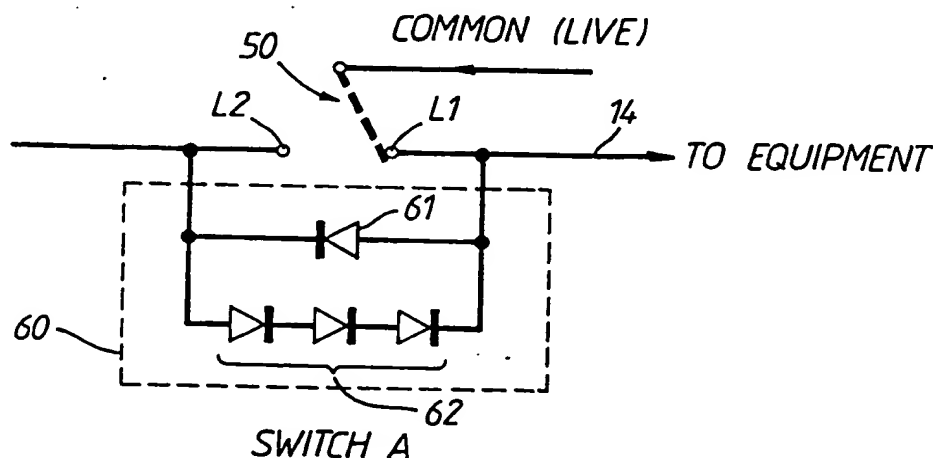 COMMON (LIVE)
50
L2
L1
14
TO EQUIPMENT
61
60
62
SWITCH A